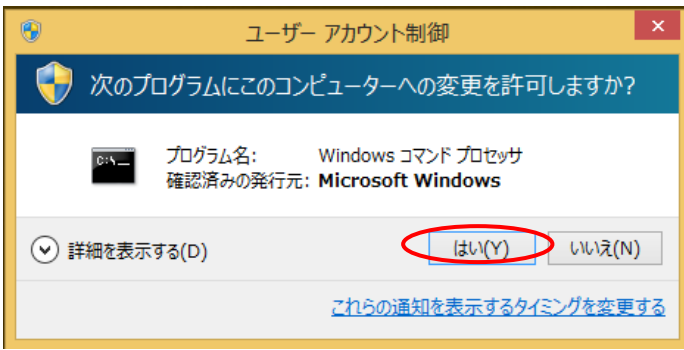 ユーザー アカウント制御
次のプログラムにこのコンピューターへの変更を許可しますか?
プログラム名: Windows コマンド プロセッサ
確認済みの発行元: Microsoft Windows
詳細を表示する(D) はい(Y) いいえ(N)
これらの通知を表示するタイミングを変更する